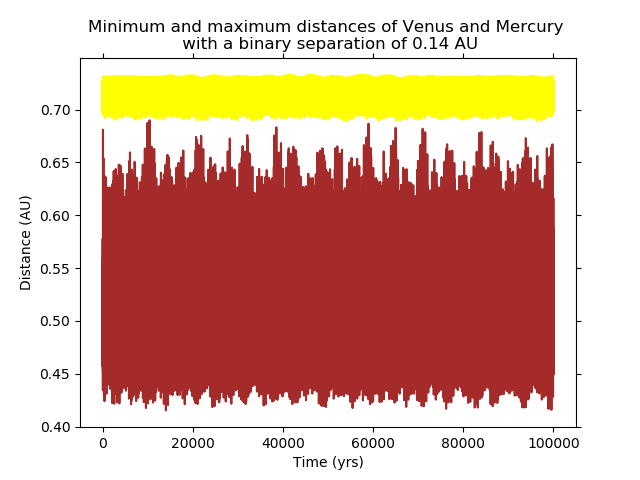 Minimum and maximum distances of Venus and Mercury
with a binary separation of 0.14 AU
0.70
0.65
0.60
0.55
0.50
0.45
0.40
Distance (AU)
0 20000 40000 60000 80000 100000
Time (yrs)